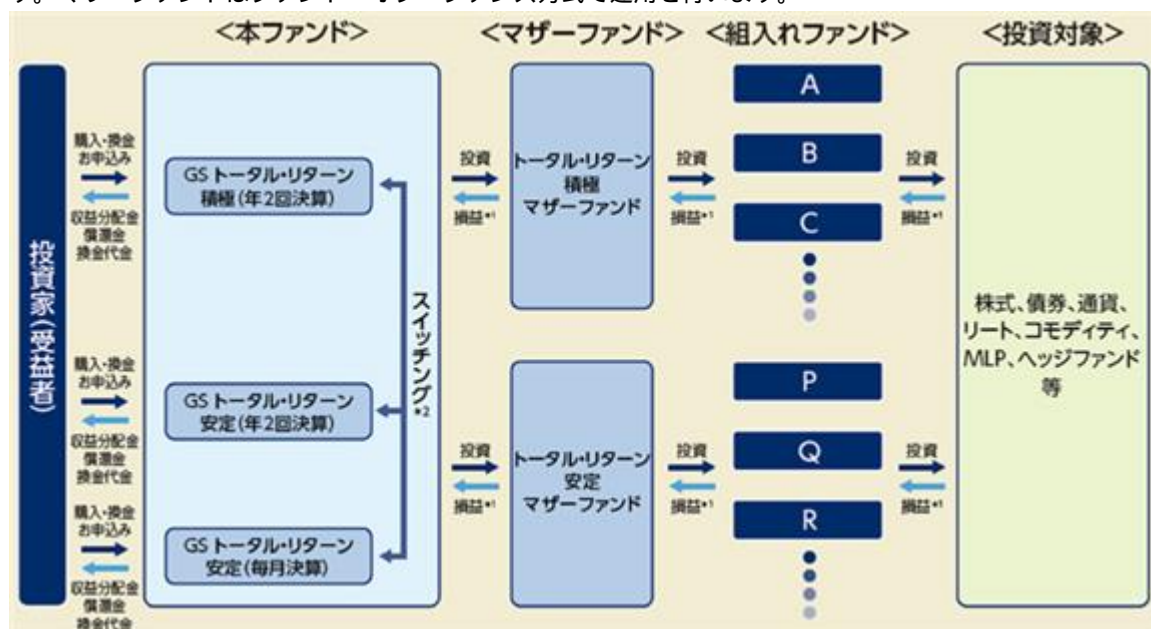 す。マザーファンドはファンド・オブ・ファンズ方式で運用を行います。
＜本ファンド＞
＜マザーファンド＞
＜組入れファンド＞
＜投資対象＞
投資家(受益者)
購入・換金
お申込み
収益分配金
償還金
換金代金
GS トータル・リターン
積極(年2回決算)
購入・換金
お申込み
収益分配金
償還金
換金代金
GS トータル・リターン
安定(年2回決算)
購入・換金
お申込み
収益分配金
償還金
換金代金
GS トータル・リターン
安定(毎月決算)
スイッチング*2
投資
損益*1
トータル・リターン
積極
マザーファンド
投資
損益*1
A
B
C
投資
損益*1
投資
損益*1
トータル・リターン
安定
マザーファンド
投資
損益*1
P
Q
R
投資
損益*1
株式、債券、通貨、
リート、コモディティ、
MLP、ヘッジファンド
等